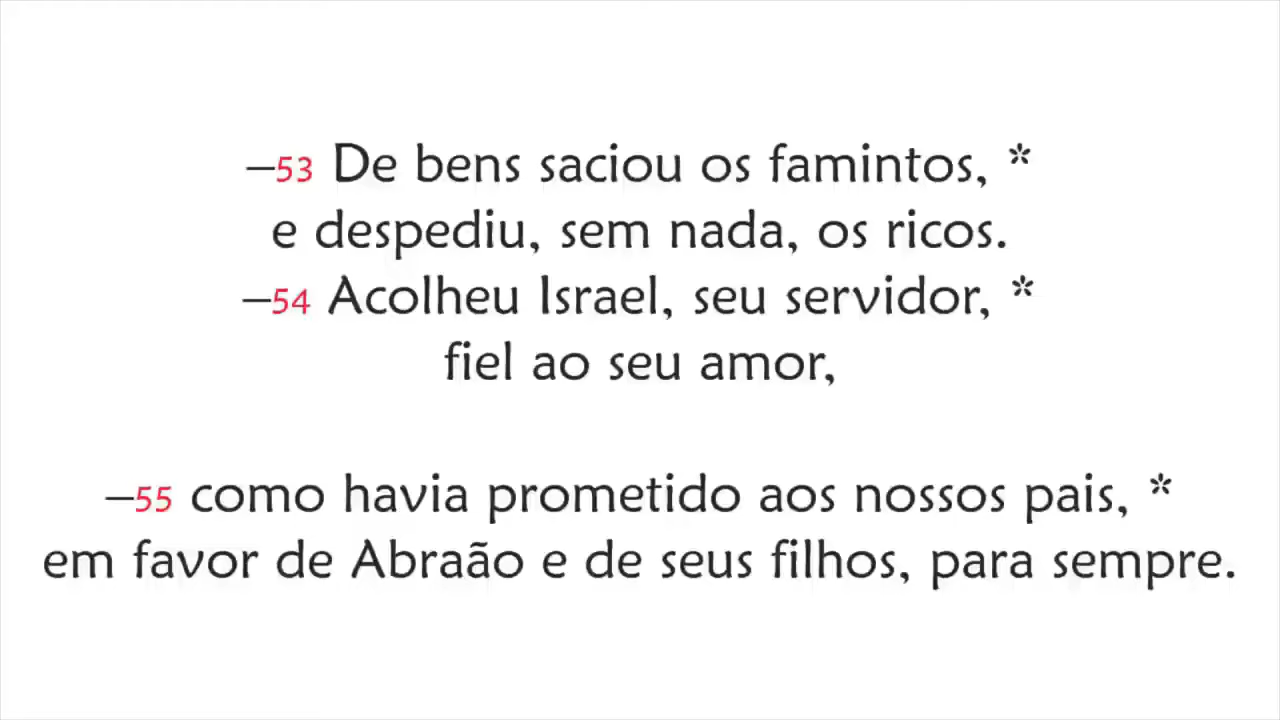 –53 De bens saciou os famintos, *
e despediu, sem nada, os ricos.
–54 Acolheu Israel, seu servidor, *
fiel ao seu amor,
–55 como havia prometido aos nossos pais, *
em favor de Abraão e de seus filhos, para sempre.